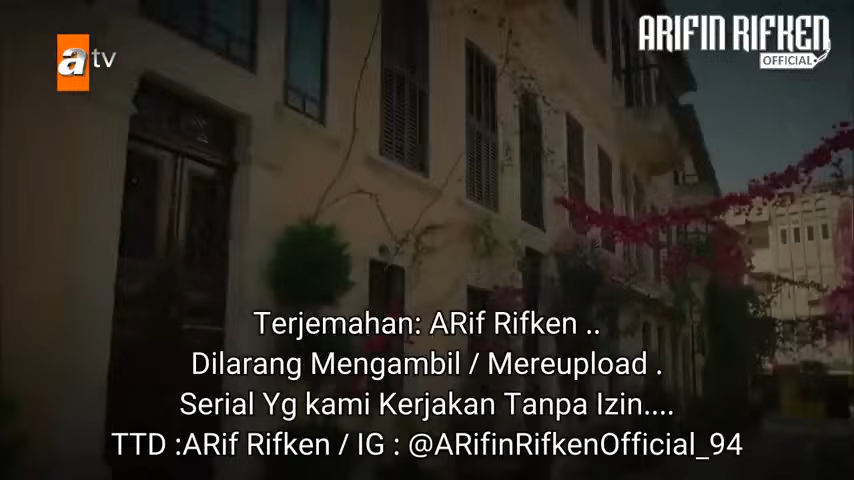 atv
ARIFIN RIFKEN
OFFICIAL
Terjemahan: ARif Rifken ..
Dilarang Mengambil / Mereupload .
Serial Yg kami Kerjakan Tanpa Izin....
TTD :ARif Rifken / IG : @ARifinRifkenOfficial_94